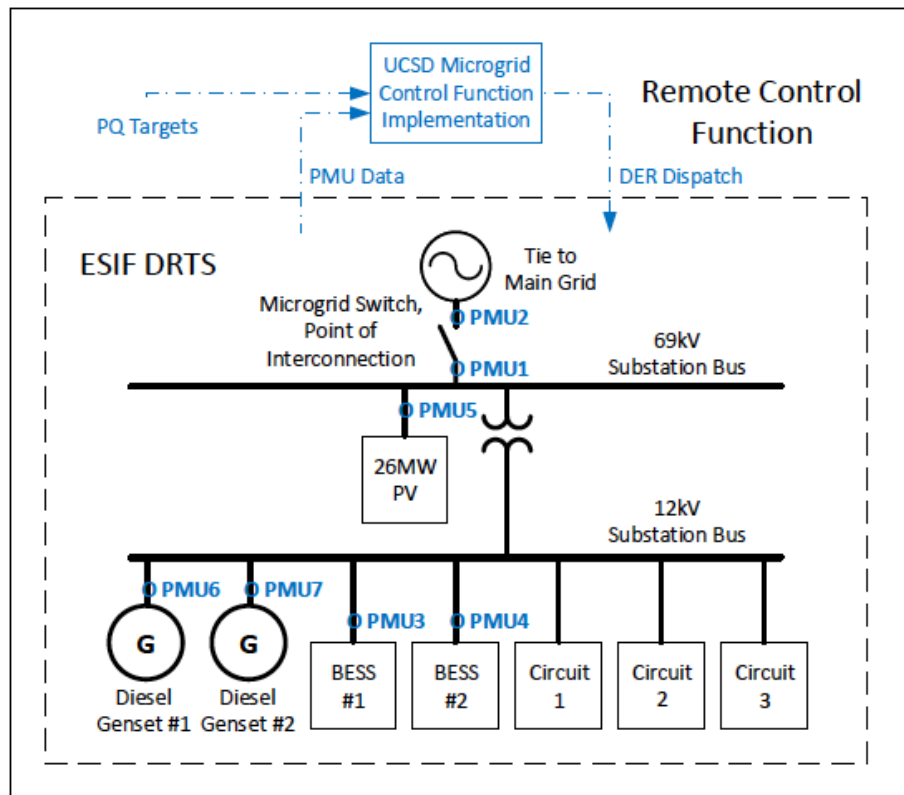 UCSD Microgrid
Control Function
Implementation
Remote Control
Function
PQ Targets
PMU Data
DER Dispatch
ESIF DRTS
Tie to
Main Grid
Microgrid Switch,
Point of
Interconnection
PMU2
PMU1
69kV
Substation Bus
PMU5
26MW
PV
12kV
Substation Bus
PMU6
PMU7
PMU3
PMU4
G
G
Diesel
Genset #1
Diesel
Genset #2
BESS
#1
BESS
#2
Circuit
1
Circuit
2
Circuit
3